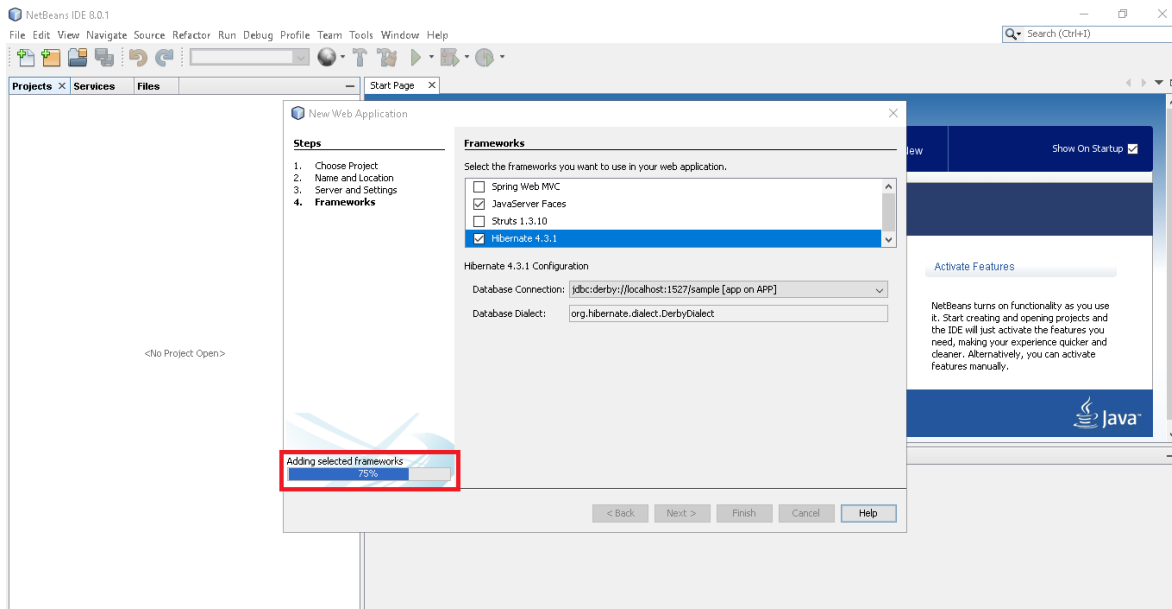 NetBeans IDE 8.0.1
File Edit View Navigate Source Refactor Run Debug Profile Team Tools Window Help
Search (Ctrl+I)
Projects Services Files
Start Page
New Web Application
Steps
1. Choose Project
2. Name and Location
3. Server and Settings
4. Frameworks
Frameworks
Select the frameworks you want to use in your web application.
Spring Web MVC
JavaServer Faces
Struts 1.3.10
Hibernate 4.3.1
Hibernate 4.3.1 Configuration
Database Connection: jdbc:derby://localhost:1527/sample [app on APP]
Database Dialect: org.hibernate.dialect.DerbyDialect
Adding selected frameworks
75%
< Back Next > Finish Cancel Help
<No Project Open>
Show On Startup
Activate Features
NetBeans turns on functionality as you use
it. Start creating and opening projects and
the IDE will just activate the features you
need, making your experience quicker and
cleaner. Alternatively, you can activate
features manually.
Java